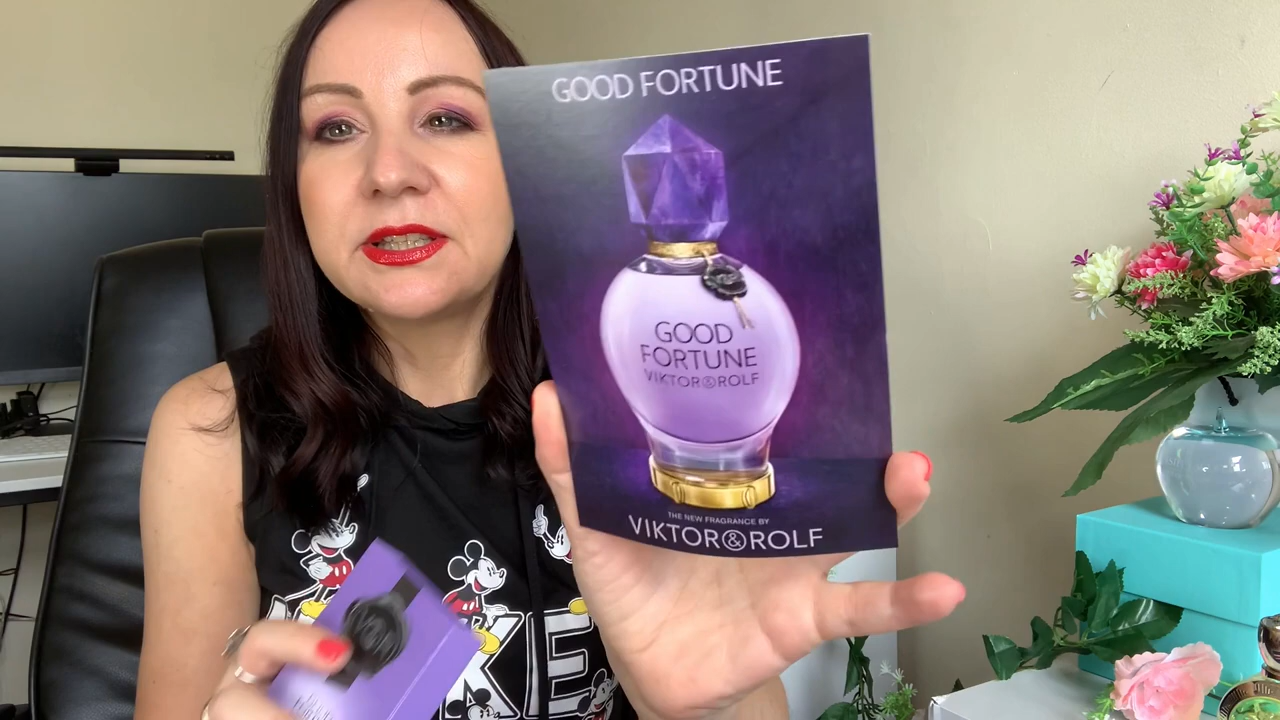 GOOD FORTUNE
GOOD
FORTUNE
VIKTOR&ROLF
THE NEW FRAGRANCE BY
VIKTOR&ROLF